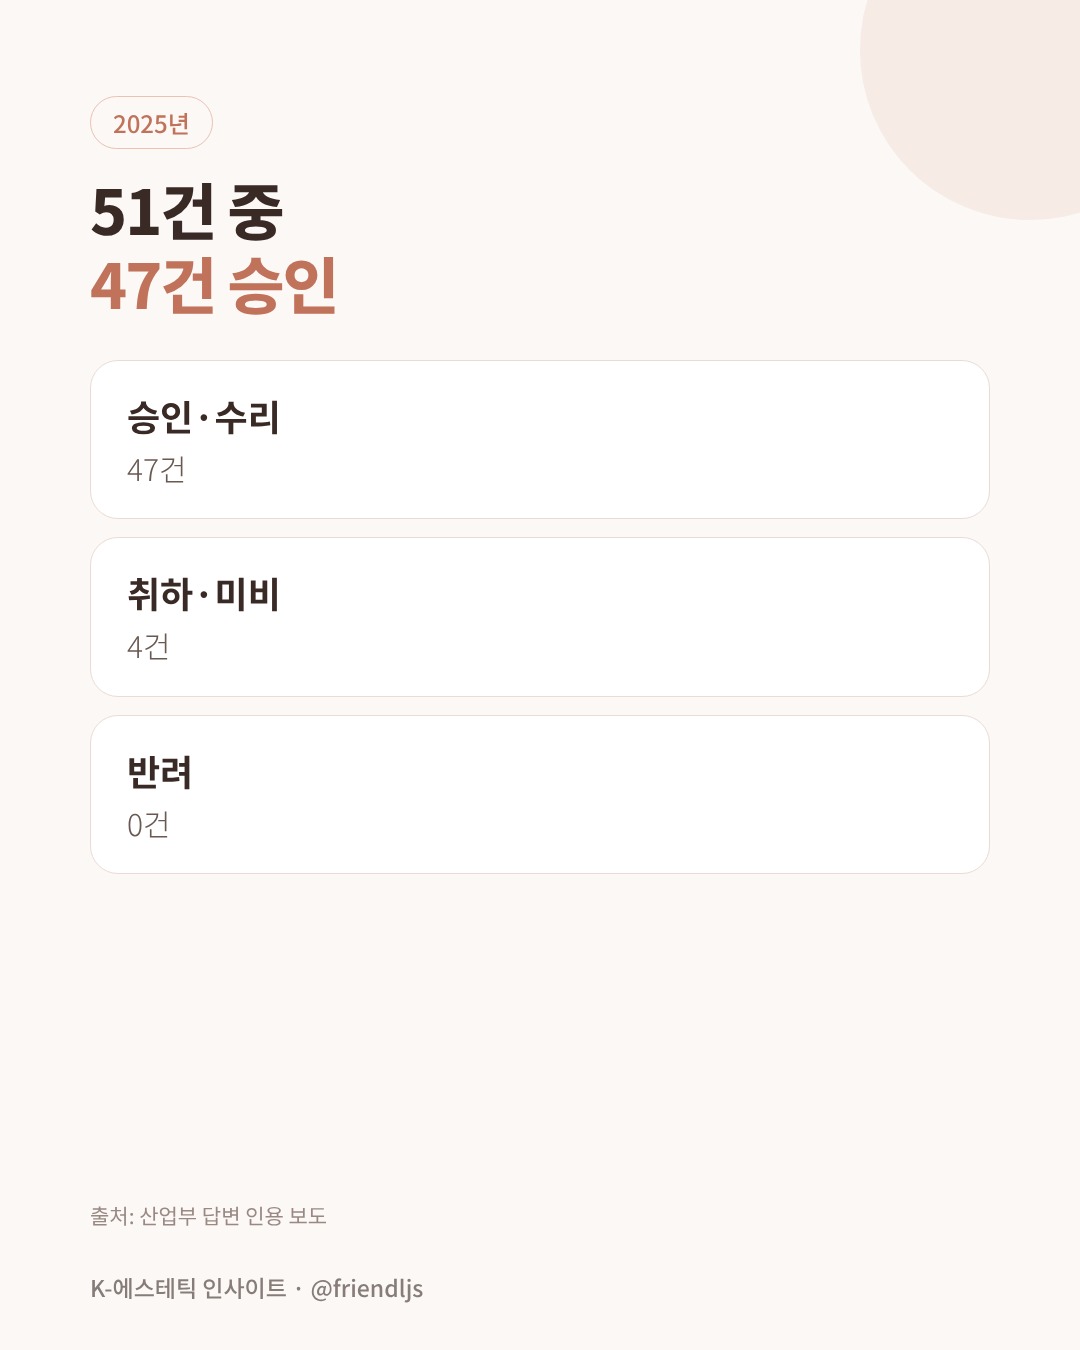 2025년
51건 중
47건 승인
승인·수리
47건
취하·미비
4건
반려
0건
출처: 산업부 답변 인용 보도
K-에스테틱 인사이트 · @friendljs